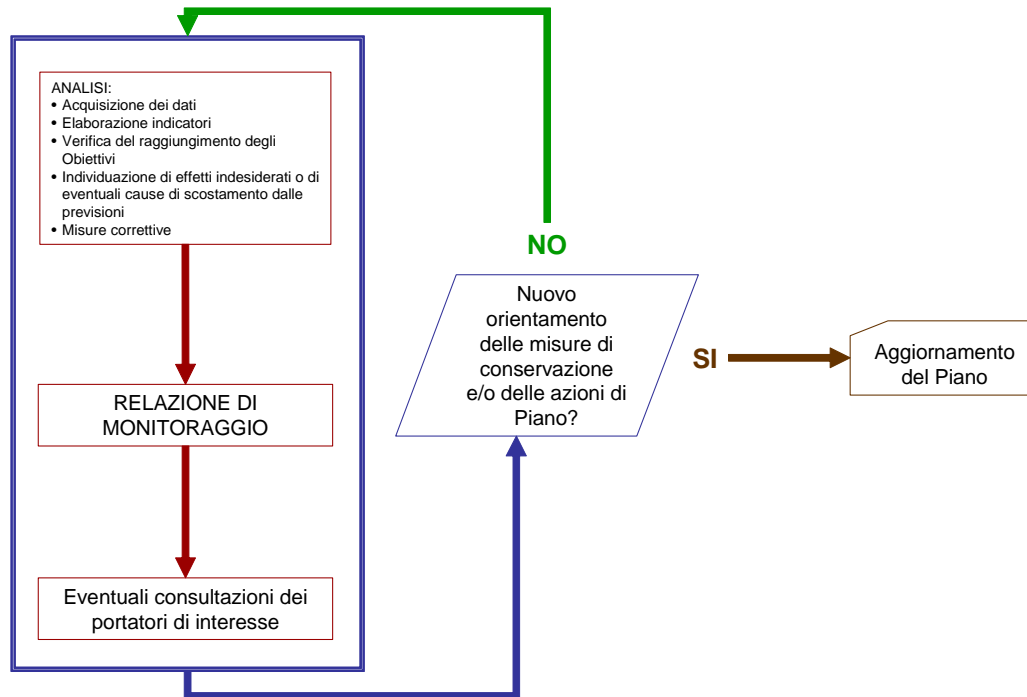 ANALISI:
• Acquisizione dei dati
• Elaborazione indicatori
• Verifica del raggiungimento degli
Obiettivi
• Individuazione di effetti indesiderati o di
eventuali cause di scostamento dalle
previsioni
• Misure correttive
RELAZIONE DI
MONITORAGGIO
Eventuali consultazioni dei
portatori di interesse
NO
Nuovo
orientamento
delle misure di
conservazione
e/o delle azioni di
Piano?
SI
Aggiornamento
del Piano